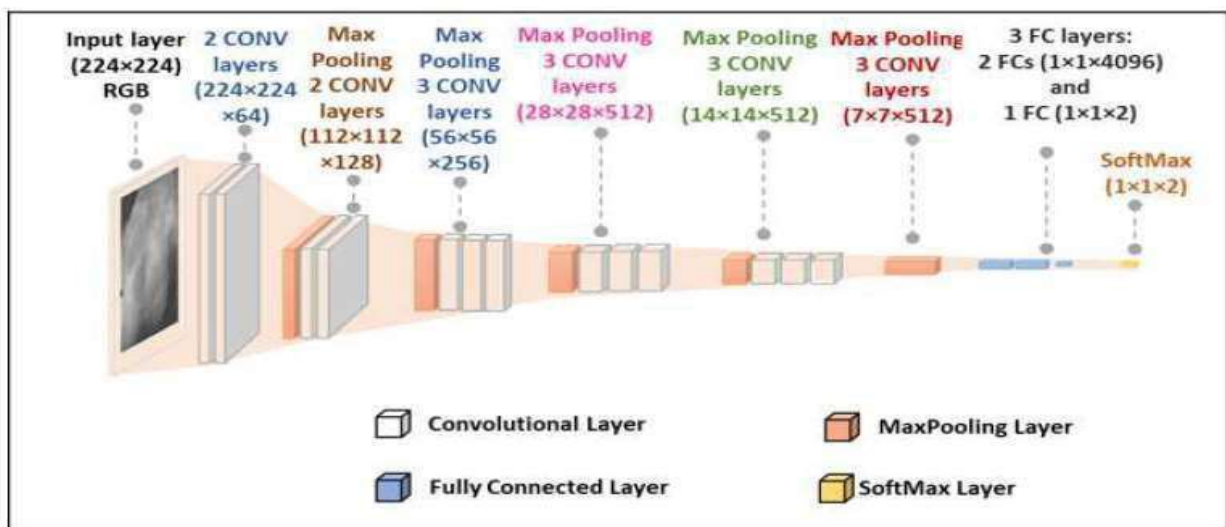 Input layer
(224×224)
RGB
2 CONV
layers
(224×224
×64)
Max
Pooling
2 CONV
layers
(112×112
×128)
Max
Pooling
3 CONV
layers
(56×56
×256)
Max Pooling
3 CONV
layers
(28×28×512)
Max Pooling
3 CONV
layers
(14×14×512)
Max Pooling
3 CONV
layers
(7×7×512)
3 FC layers:
2 FCs (1×1×4096)
and
1 FC (1×1×2)
SoftMax
(1×1×2)
Convolutional Layer
MaxPooling Layer
Fully Connected Layer
SoftMax Layer